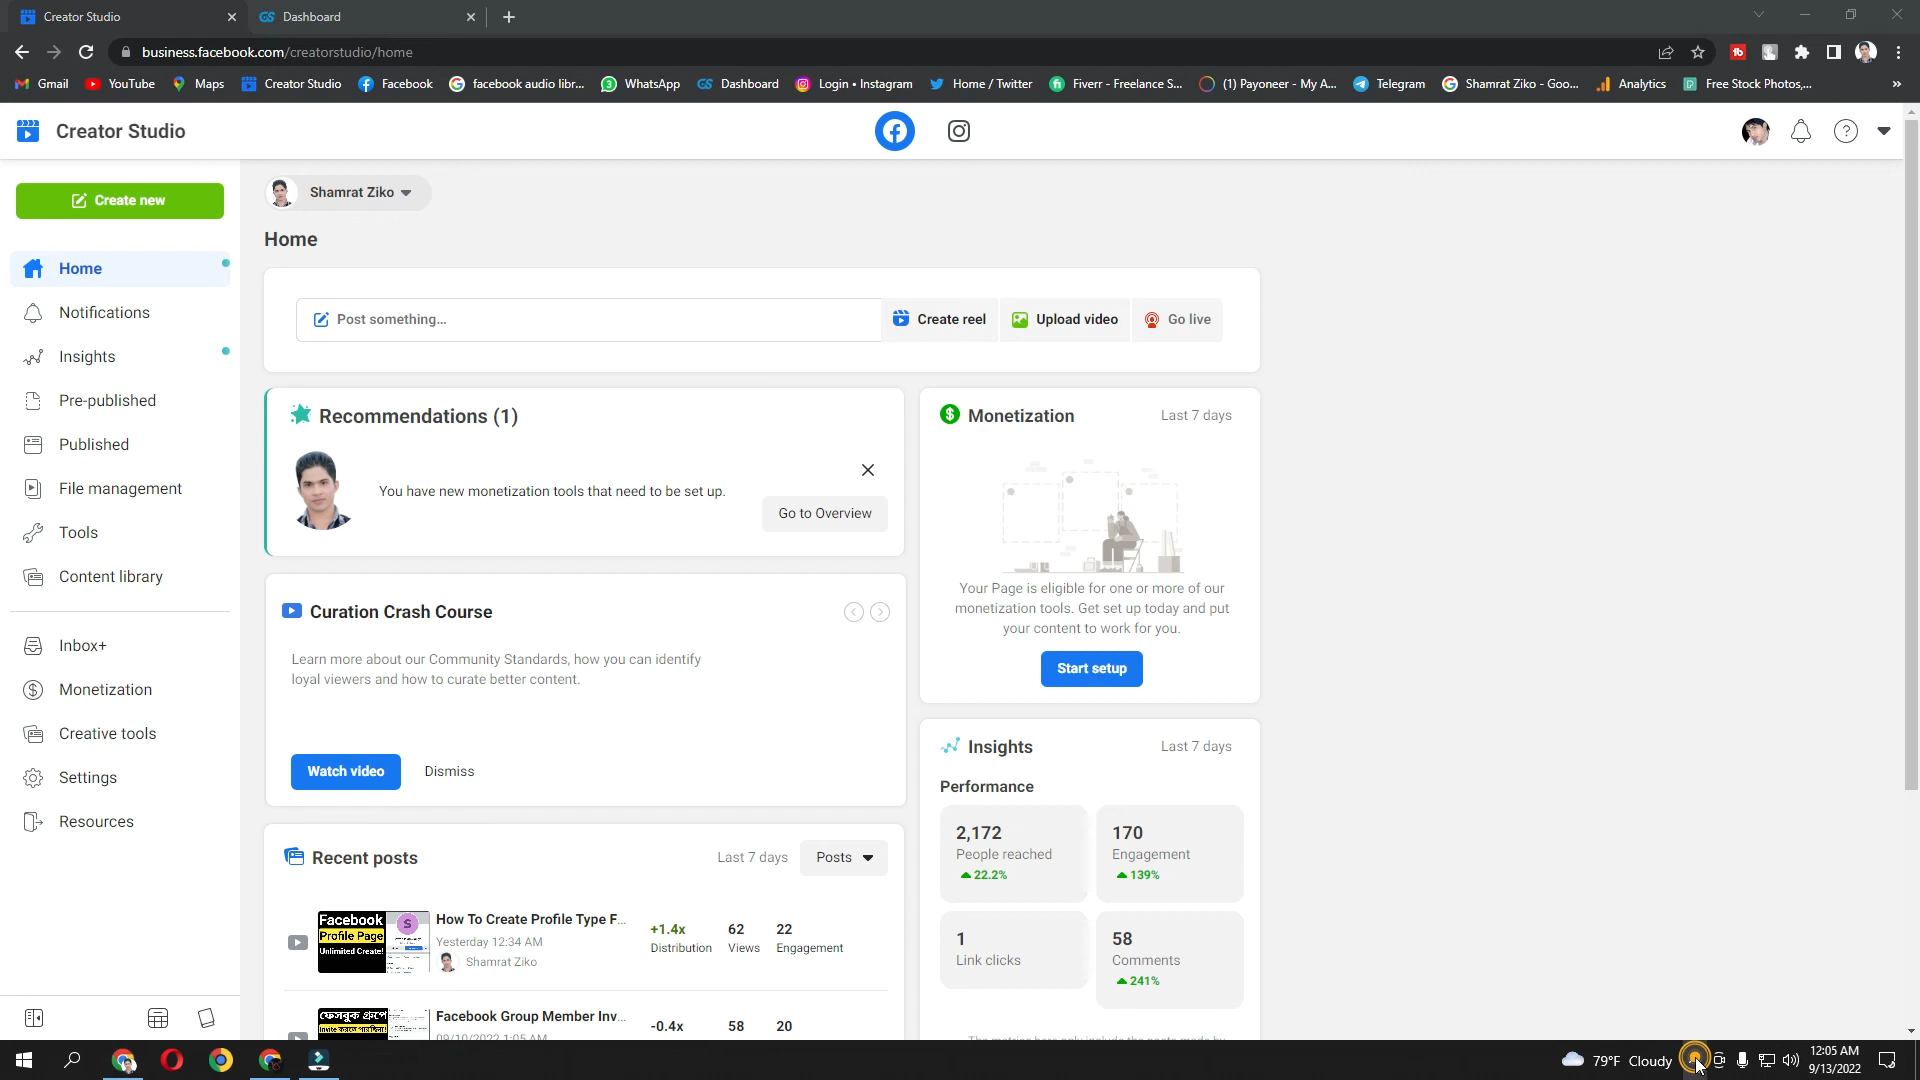 Creator Studio
Dashboard
business.facebook.com/creatorstudio/home
Gmail
YouTube
Maps
Creator Studio
Facebook
facebook audio libr...
WhatsApp
Dashboard
Login • Instagram
Home / Twitter
Fiverr - Freelance S...
(1) Payoneer - My A...
Telegram
Shamrat Ziko - Goo...
Analytics
Free Stock Photos,...
»
Creator Studio
Create new
Home
Notifications
Insights
Pre-published
Published
File management
Tools
Content library
Inbox+
Monetization
Creative tools
Settings
Resources
Shamrat Ziko
Home
Post something...
Create reel
Upload video
Go live
Recommendations (1)
You have new monetization tools that need to be set up.
Go to Overview
Curation Crash Course
Learn more about our Community Standards, how you can identify
loyal viewers and how to curate better content.
Watch video
Dismiss
Recent posts
Last 7 days
Posts
Facebook
Profile Page
Unlimited Create!
S
How To Create Profile Type F...
Yesterday 12:34 AM
Shamrat Ziko
+1.4x
Distribution
62
Views
22
Engagement
ফেসবুক গ্রুপে
Facebook Group Member Inv...
09/10/2022 1:05 AM
-0.4x
58
20
Monetization
Last 7 days
Your Page is eligible for one or more of our
monetization tools. Get set up today and put
your content to work for you.
Start setup
Insights
Last 7 days
Performance
2,172
People reached
22.2%
170
Engagement
139%
1
Link clicks
58
Comments
241%
79°F Cloudy
12:05 AM
9/13/2022